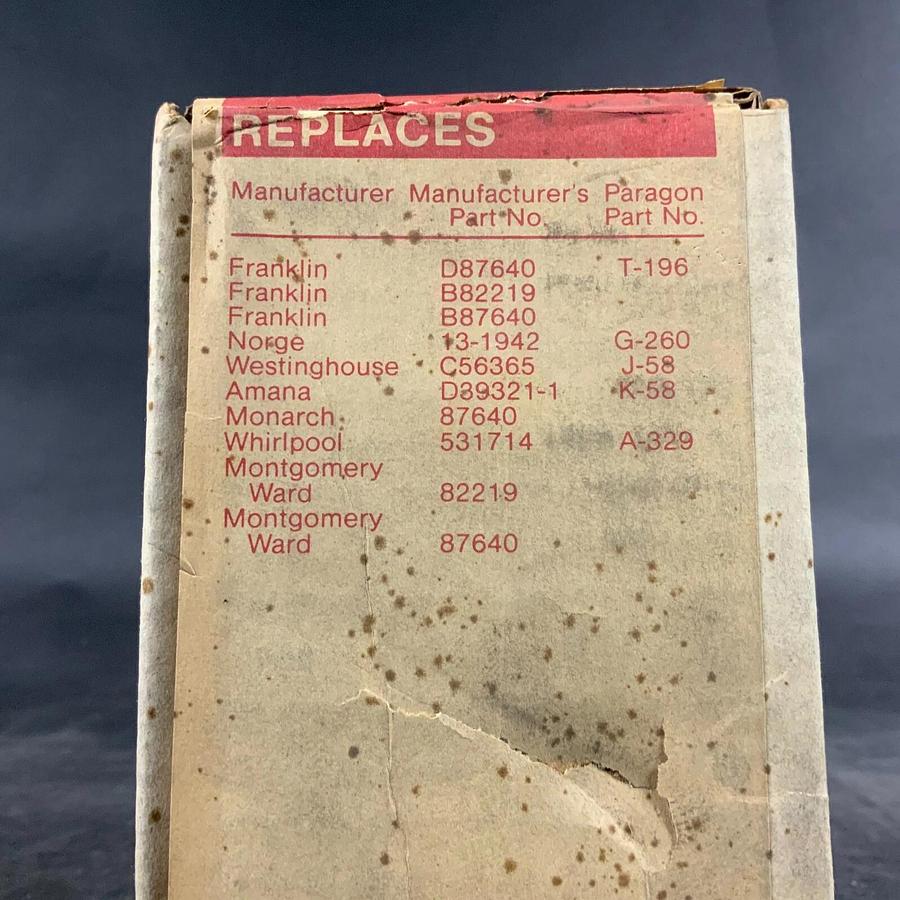 REPLACES
Manufacturer Manufacturer's Paragon
Part No. Part No.
Franklin D87640 T-196
Franklin B82219
Franklin B87640
Norge 13-1942 G-260
Westinghouse C56365 J-58
Amana D39321-1 K-58
Monarch 87640
Whirlpool 531714 A-329
Montgomery
Ward 82219
Montgomery
Ward 87640